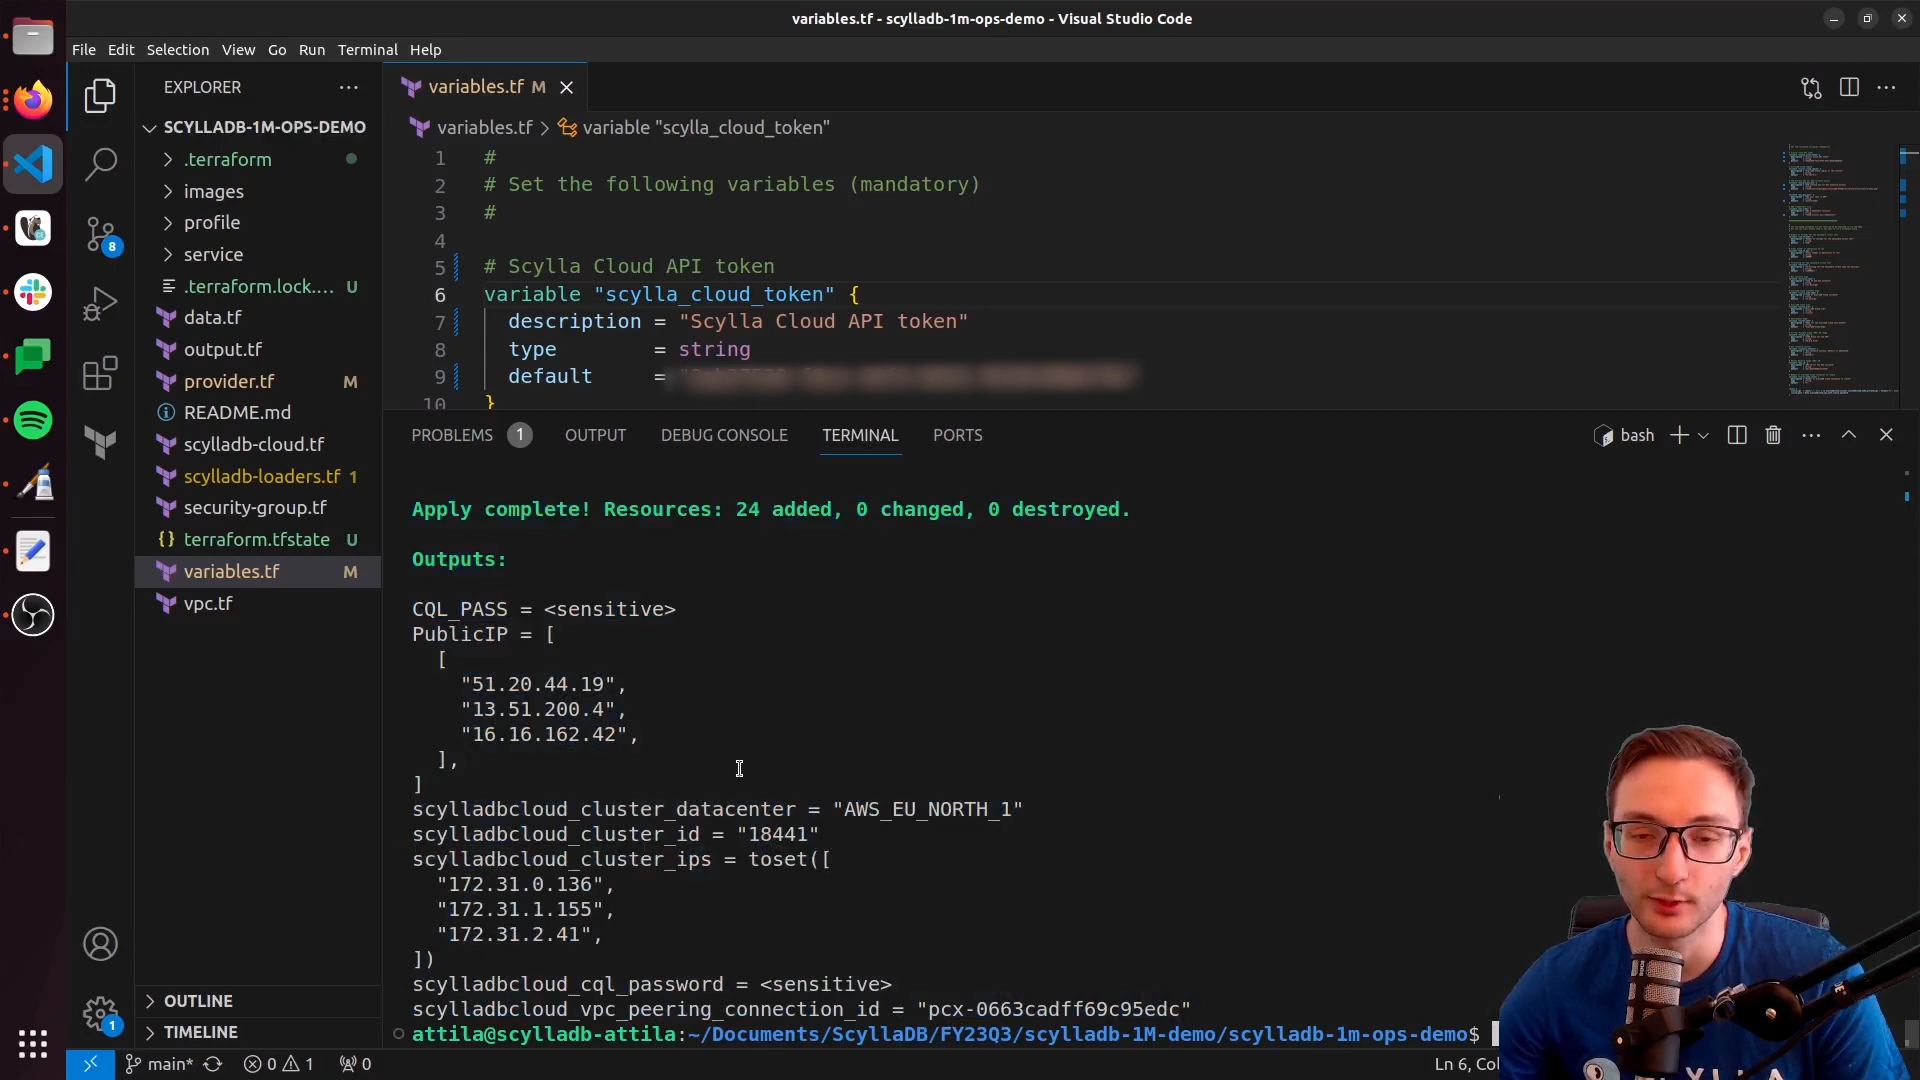 variables.tf - scylladb-1m-ops-demo - Visual Studio Code
File Edit Selection View Go Run Terminal Help
EXPLORER
SCYLLADB-1M-OPS-DEMO
.terraform
images
profile
service
.terraform.lock.... U
data.tf
output.tf
provider.tf M
README.md
scylladb-cloud.tf
scylladb-loaders.tf 1
security-group.tf
terraform.tfstate U
variables.tf M
vpc.tf
OUTLINE
TIMELINE
8
1
variables.tf M
variables.tf > variable "scylla_cloud_token"
1 #
2 # Set the following variables (mandatory)
3 #
4
5 # Scylla Cloud API token
6 variable "scylla_cloud_token" {
7 description = "Scylla Cloud API token"
8 type = string
9 default =
10 }
PROBLEMS 1 OUTPUT DEBUG CONSOLE TERMINAL PORTS
bash
Apply complete! Resources: 24 added, 0 changed, 0 destroyed.
Outputs:
CQL_PASS = <sensitive>
PublicIP = [
[
"51.20.44.19",
"13.51.200.4",
"16.16.162.42",
],
]
scylladbcloud_cluster_datacenter = "AWS_EU_NORTH_1"
scylladbcloud_cluster_id = "18441"
scylladbcloud_cluster_ips = toset([
"172.31.0.136",
"172.31.1.155",
"172.31.2.41",
])
scylladbcloud_cql_password = <sensitive>
scylladbcloud_vpc_peering_connection_id = "pcx-0663cadff69c95edc"
attila@scylladb-attila:~/Documents/ScyllaDB/FY23Q3/scylladb-1M-demo/scylladb-1m-ops-demo$
main* 0 1 0
Ln 6, Col